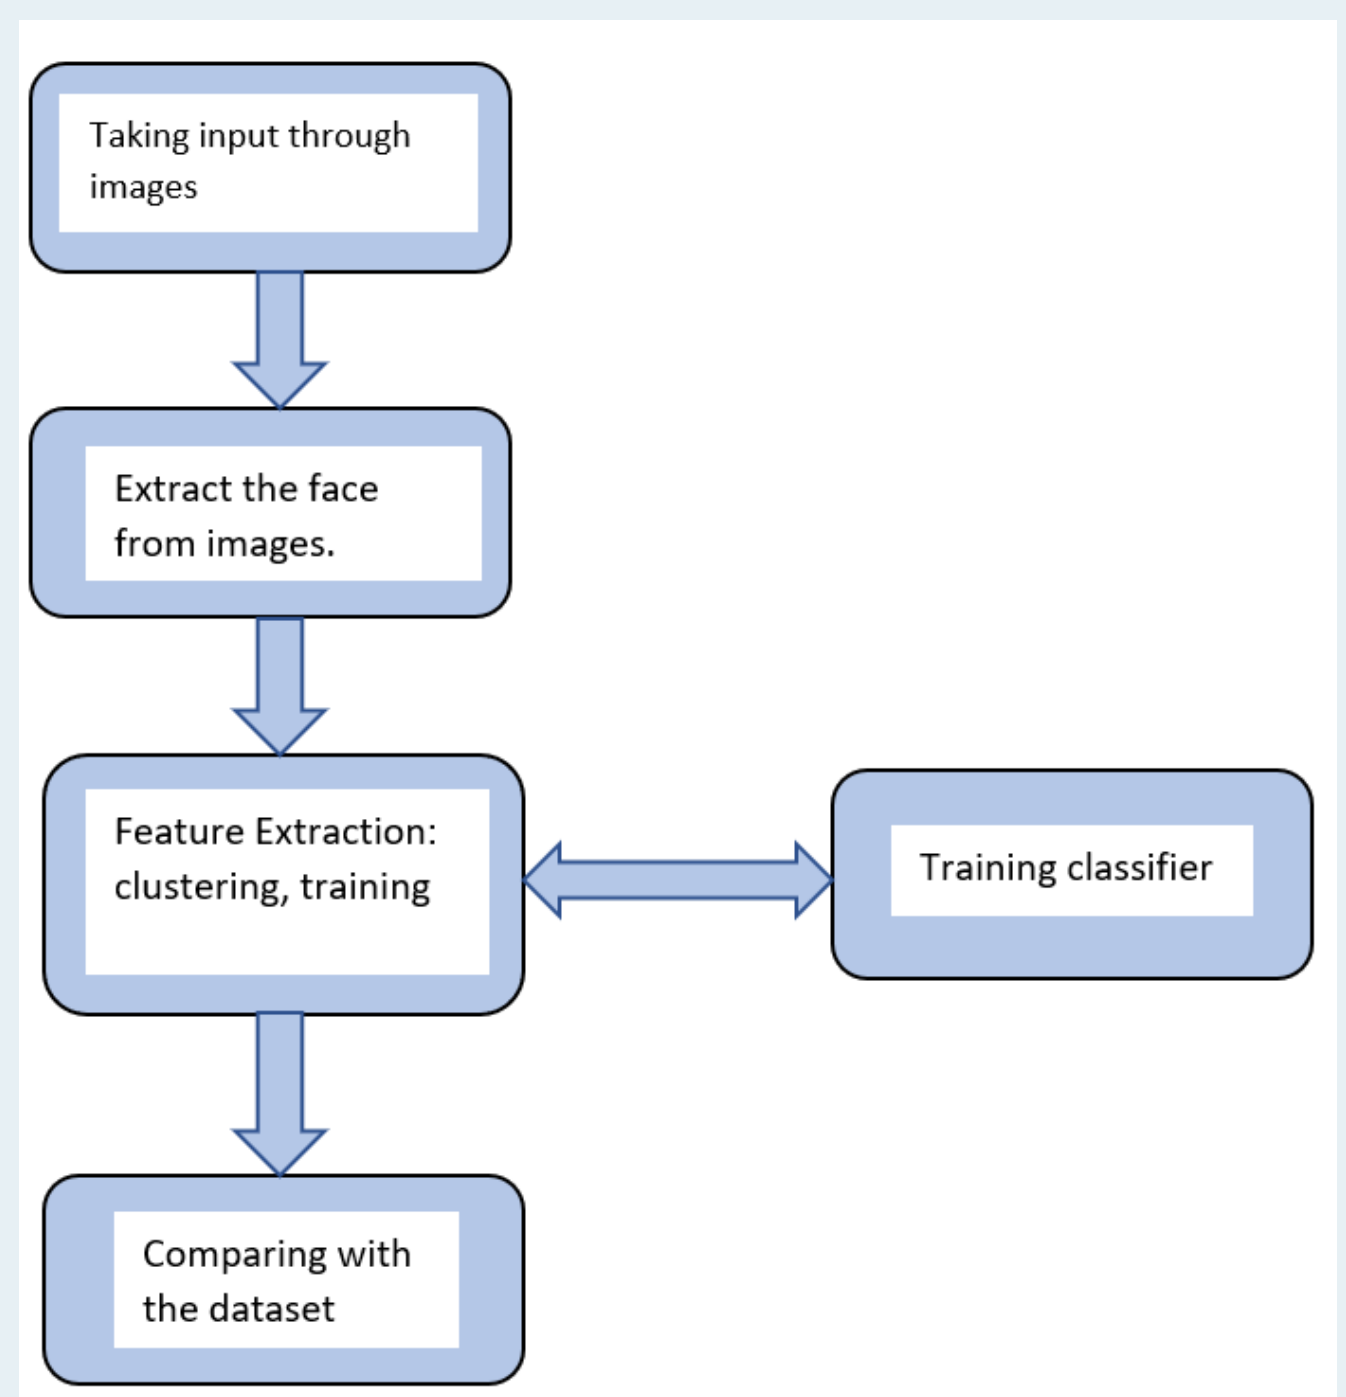 Taking input through
images
Extract the face
from images.
Feature Extraction:
clustering, training
Training classifier
Comparing with
the dataset